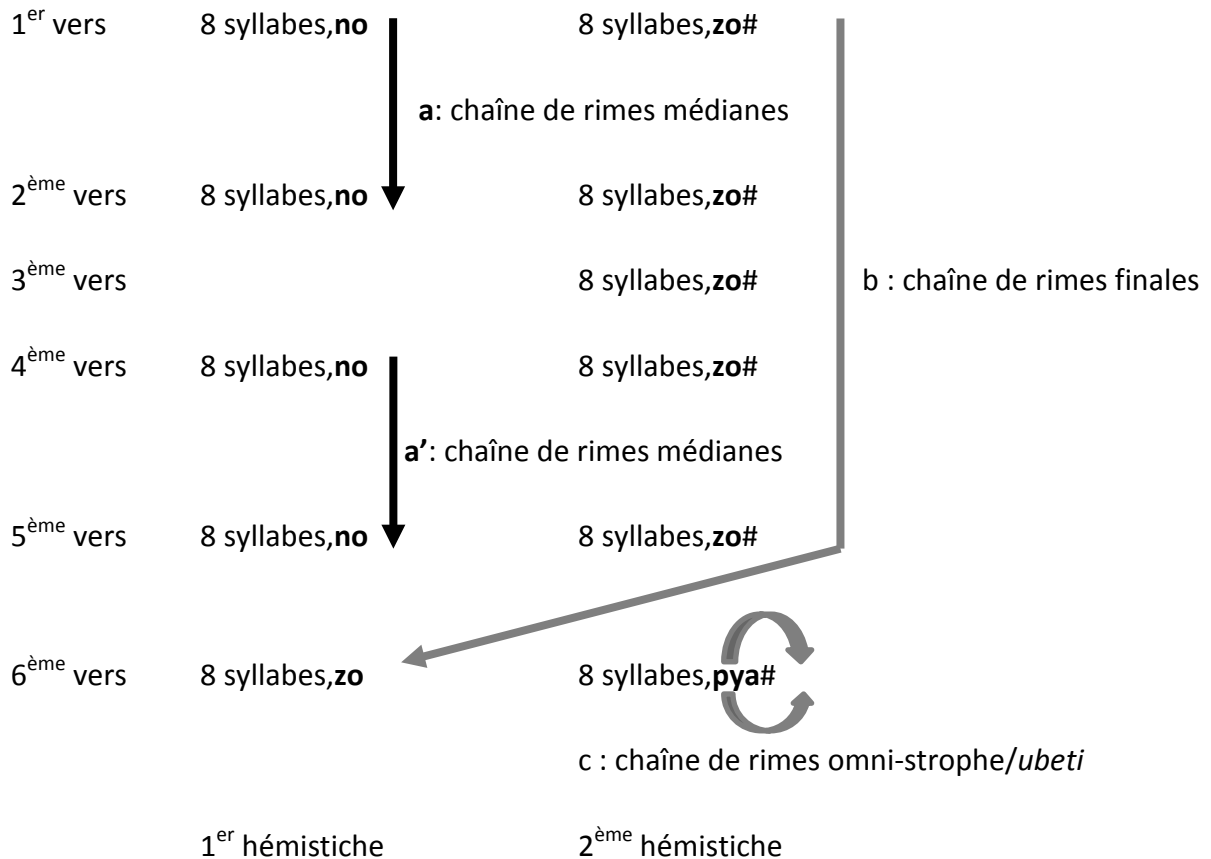 1er vers 8 syllabes,no 8 syllabes,zo#
a: chaîne de rimes médianes
2ème vers 8 syllabes,no 8 syllabes,zo#
3ème vers 8 syllabes,zo# b : chaîne de rimes finales
4ème vers 8 syllabes,no 8 syllabes,zo#
a’: chaîne de rimes médianes
5ème vers 8 syllabes,no 8 syllabes,zo#
6ème vers 8 syllabes,zo 8 syllabes,pya#
c : chaîne de rimes omni-strophe/ubeti
1er hémistiche 2ème hémistiche